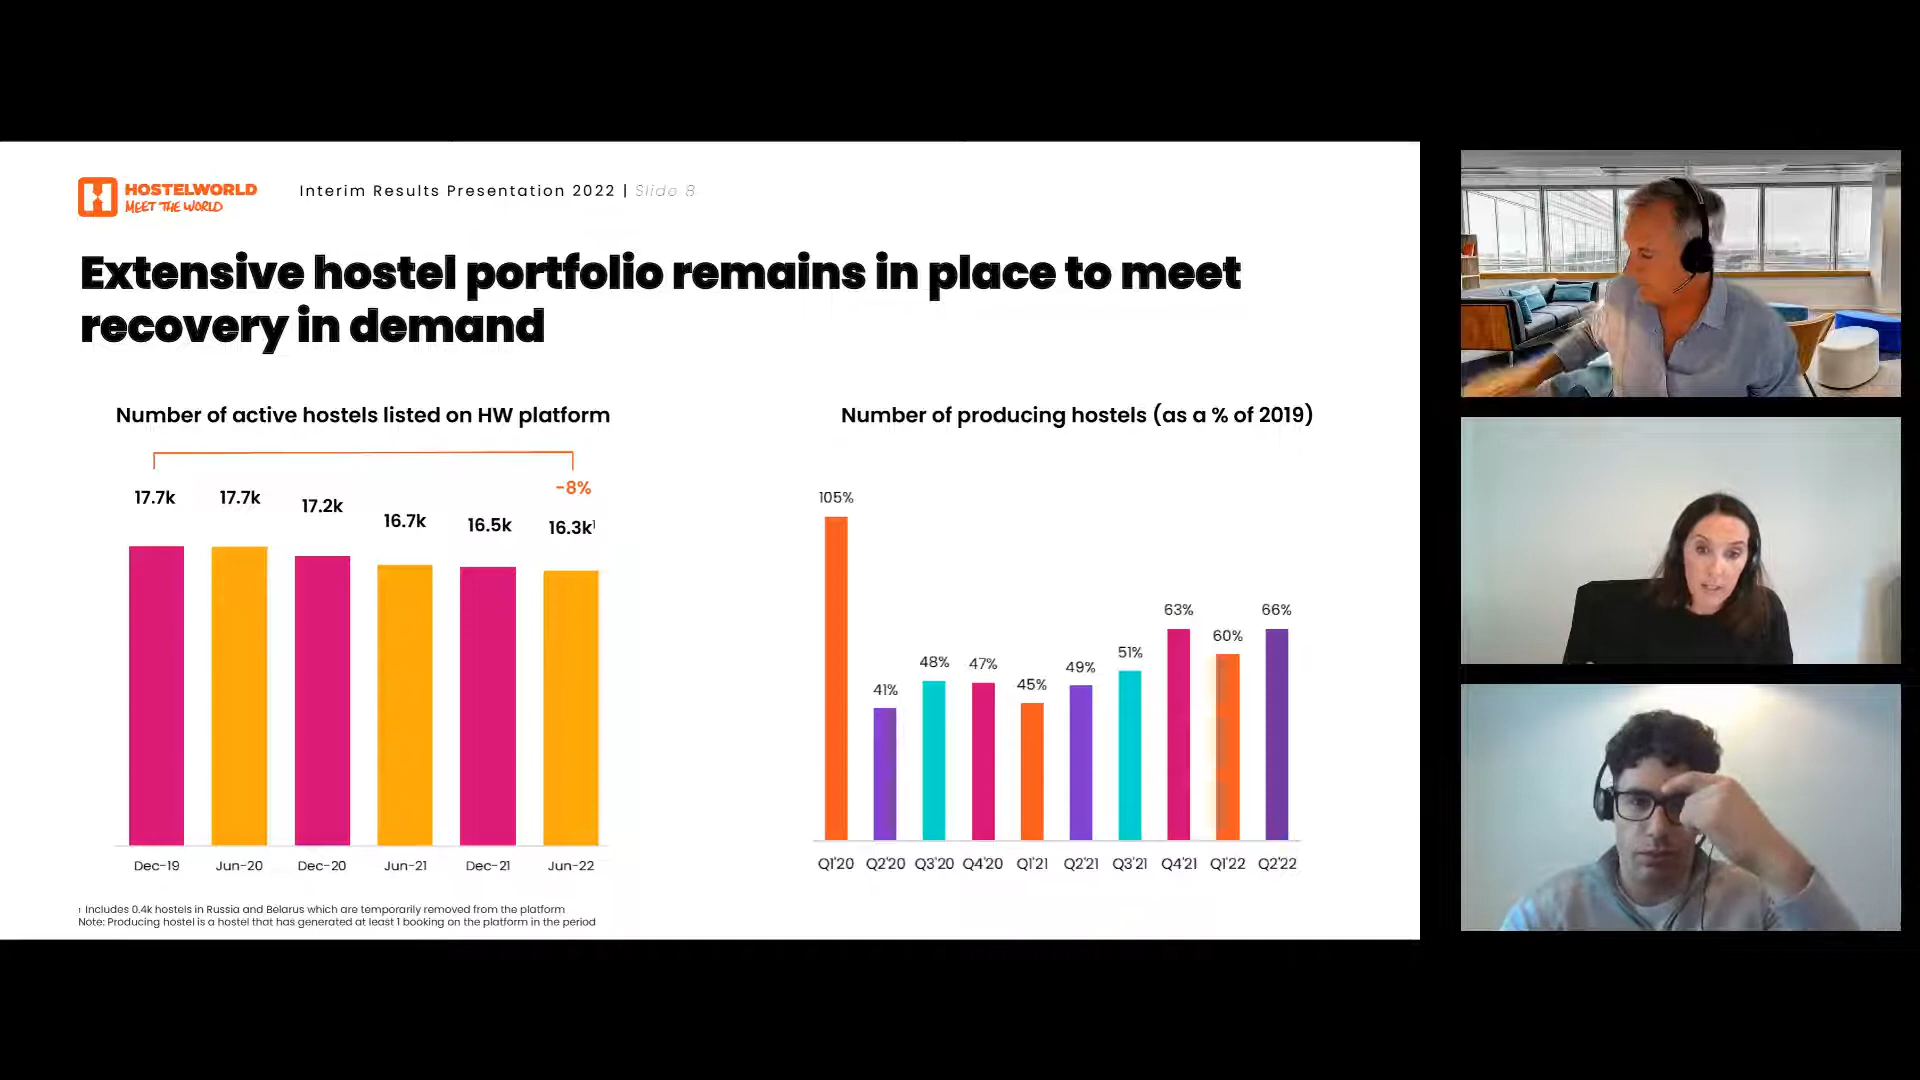 HOSTELWORLD
MEET THE WORLD
Interim Results Presentation 2022 | Slide 8
Extensive hostel portfolio remains in place to meet
recovery in demand
Number of active hostels listed on HW platform
-8%
17.7k 17.7k 17.2k 16.7k 16.5k 16.3k¹
Dec-19 Jun-20 Dec-20 Jun-21 Dec-21 Jun-22
Number of producing hostels (as a % of 2019)
105% 41% 48% 47% 45% 49% 51% 63% 60% 66%
Q1'20 Q2'20 Q3'20 Q4'20 Q1'21 Q2'21 Q3'21 Q4'21 Q1'22 Q2'22
¹ Includes 0.4k hostels in Russia and Belarus which are temporarily removed from the platform
Note: Producing hostel is a hostel that has generated at least 1 booking on the platform in the period